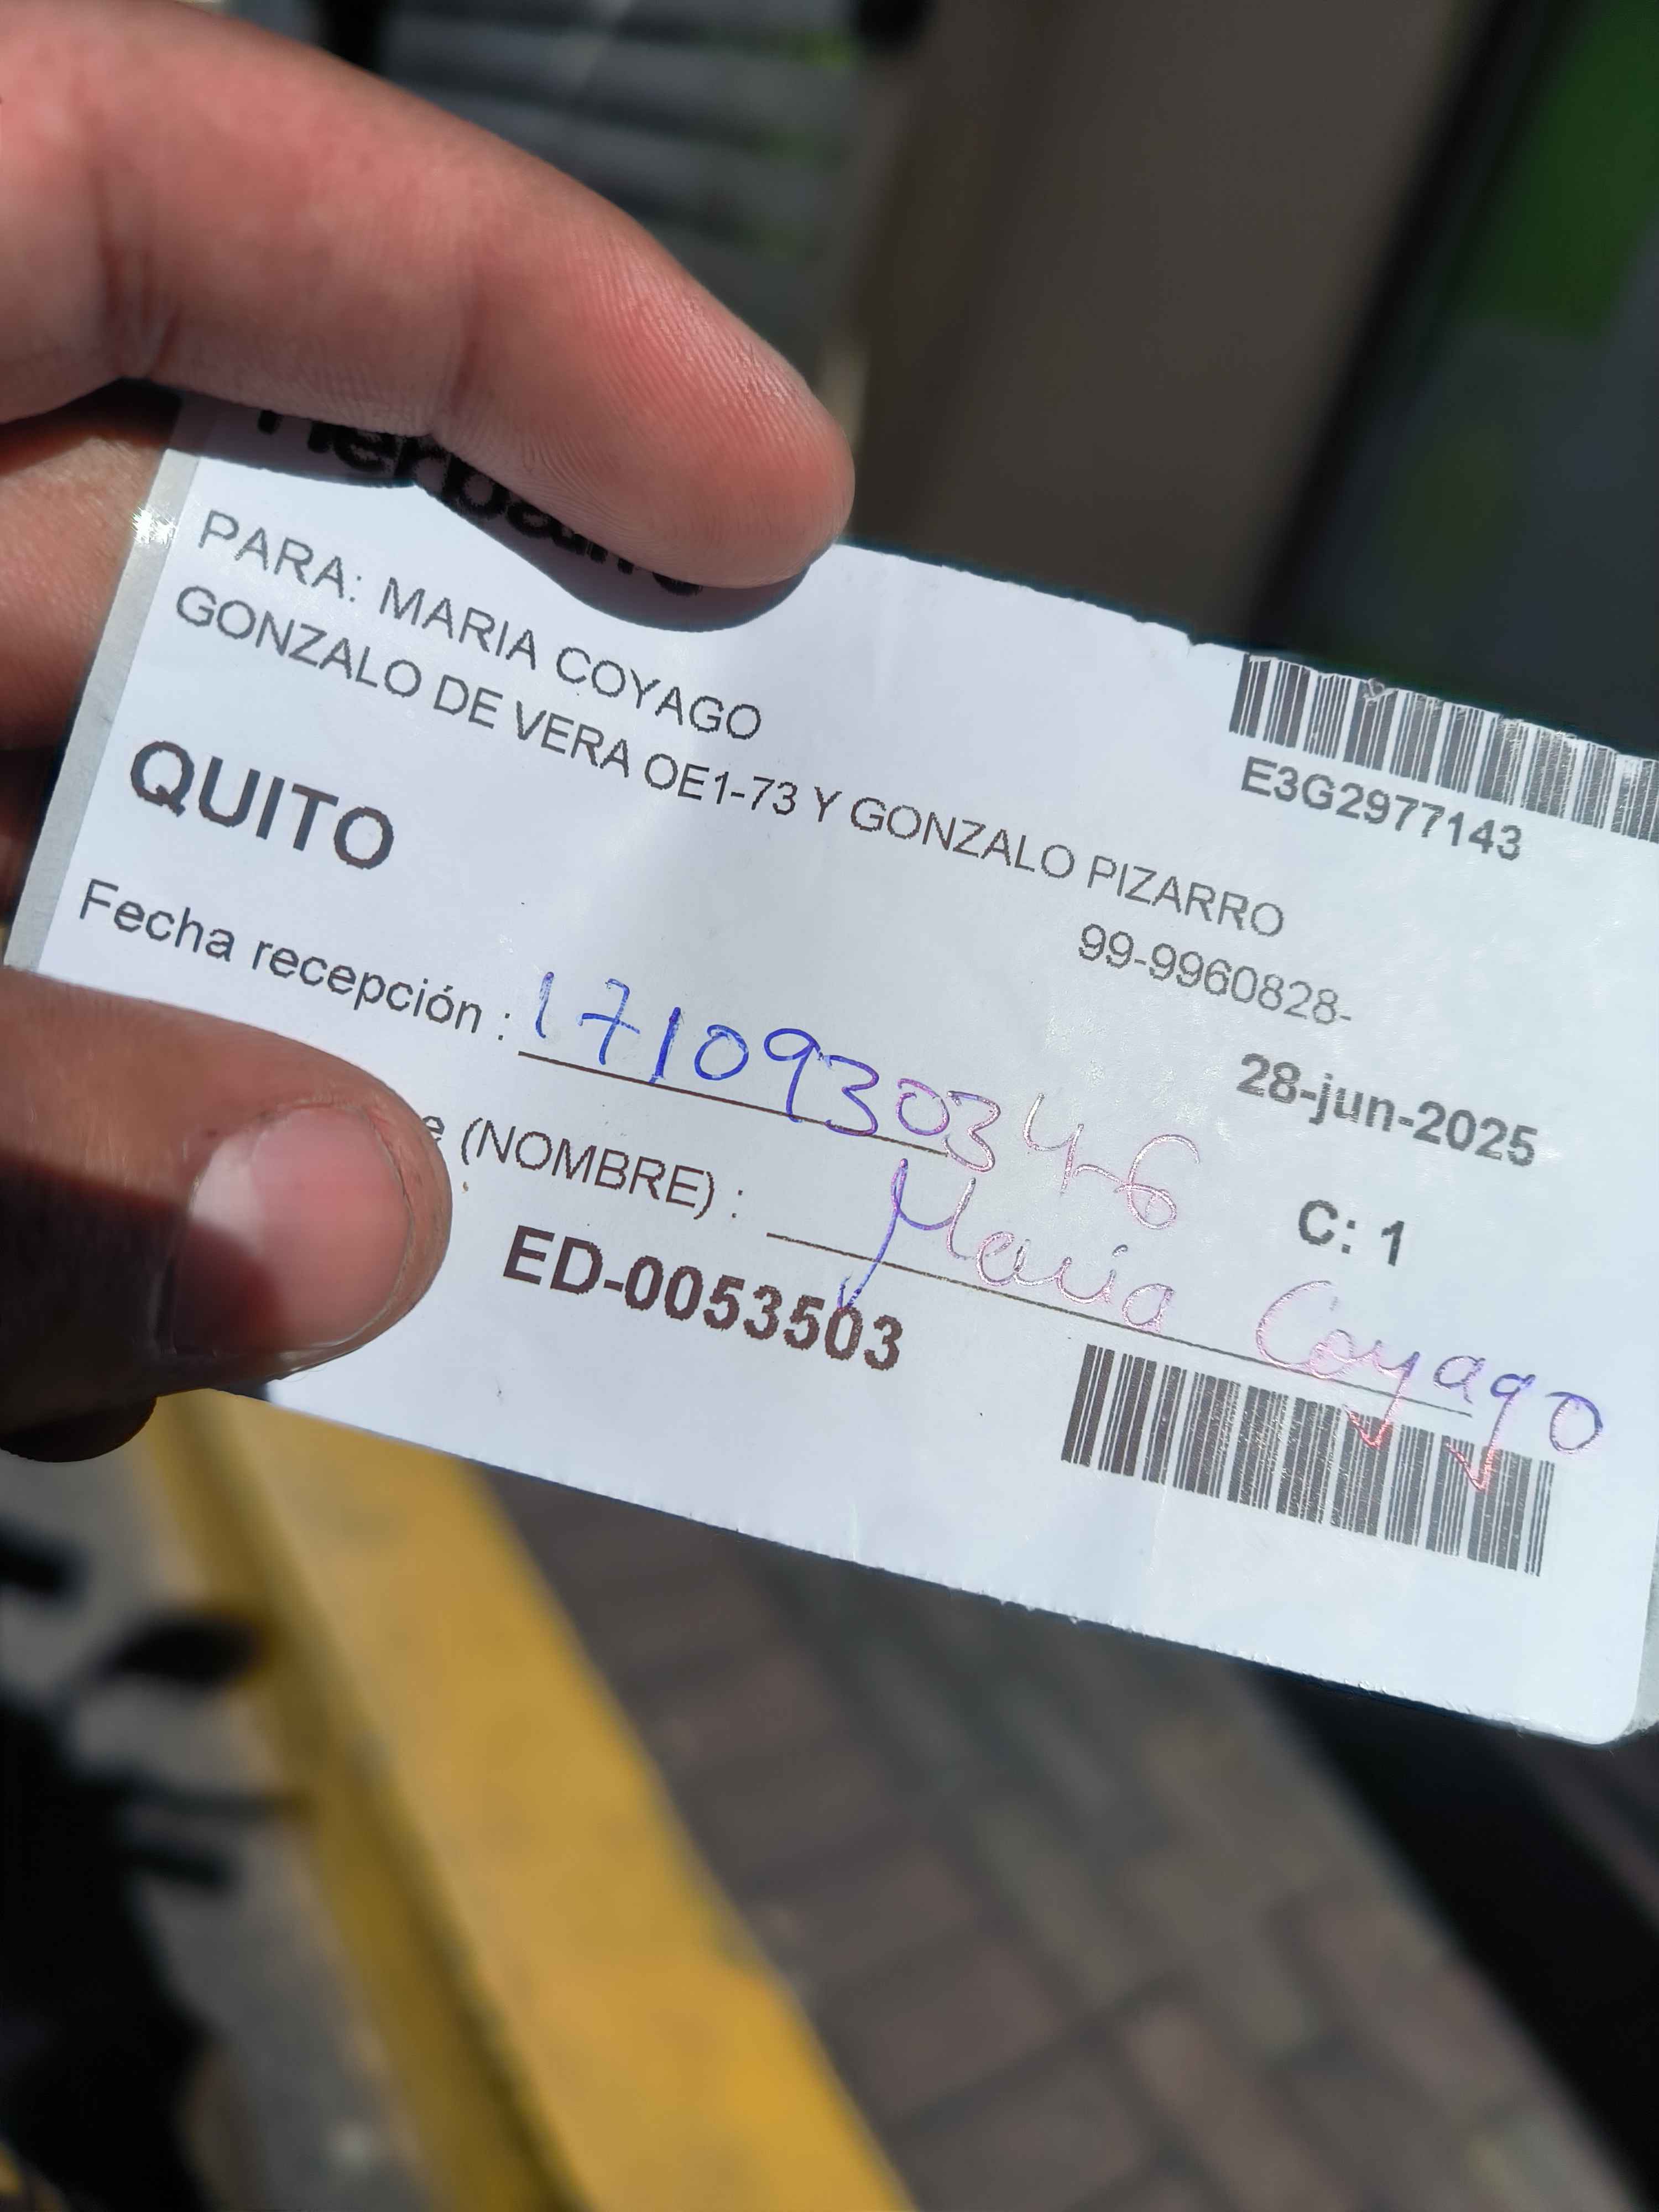 PARA: MARIA COYAGO
GONZALO DE VERA OE1-73 Y GONZALO PIZARRO
E3G2977143
QUITO
99-9960828-
Fecha recepción : 1710930346
28-jun-2025
(NOMBRE) : Maria Coyago
C: 1
ED-0053503